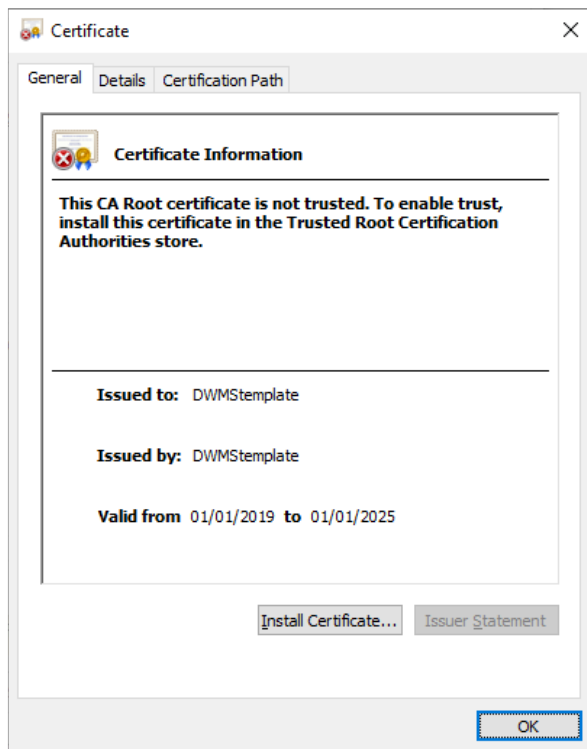 Certificate
General Details Certification Path
Certificate Information
This CA Root certificate is not trusted. To enable trust,
install this certificate in the Trusted Root Certification
Authorities store.
Issued to: DWMStemplate
Issued by: DWMStemplate
Valid from 01/01/2019 to 01/01/2025
Install Certificate... Issuer Statement
OK